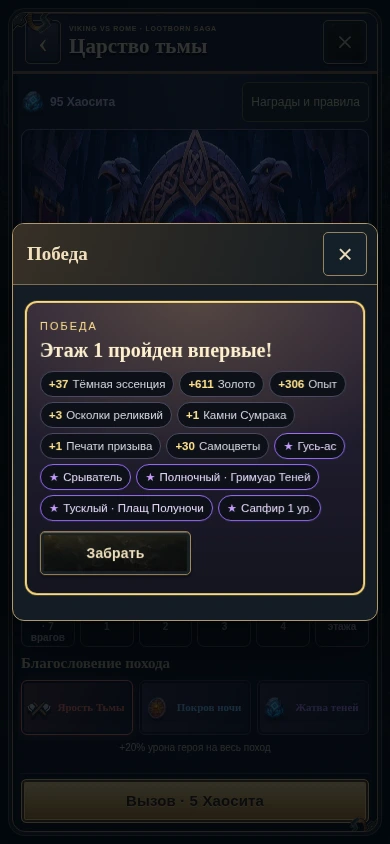 VIKING VS ROME · LOOTBORN SAGA
Царство тьмы
95 Хаосита
Награды и правила
Победа
ПОБЕДА
Этаж 1 пройден впервые!
+37 Тёмная эссенция
+611 Золото
+306 Опыт
+3 Осколки реликвий
+1 Камни Сумрака
+1 Печати призыва
+30 Самоцветы
★ Гусь-ас
★ Срыватель
★ Полночный · Гримуар Теней
★ Тусклый · Плащ Полуночи
★ Сапфир 1 ур.
Забрать
· 7
врагов
1
2
3
4
этажа
Благословение похода
Ярость Тьмы
Покров ночи
Жатва теней
+20% урона героя на весь поход
Вызов · 5 Хаосита